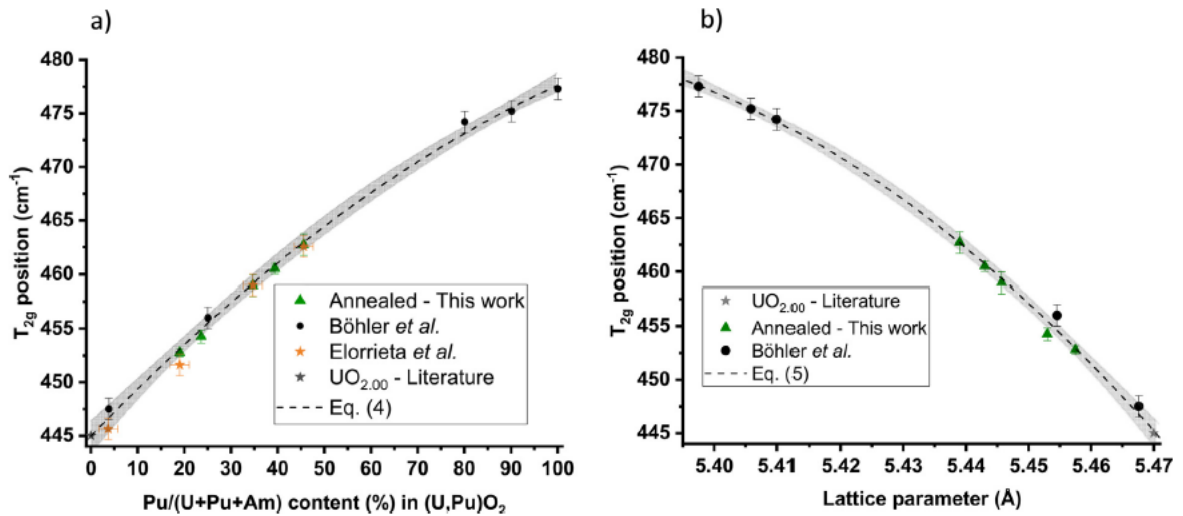 a)
480
475
470
465
460
455
450
445
T2g position (cm-1)
Annealed - This work
Böhler et al.
Elorrieta et al.
UO2.00 - Literature
Eq. (4)
0 10 20 30 40 50 60 70 80 90 100
Pu/(U+Pu+Am) content (%) in (U,Pu)O2
b)
480
475
470
465
460
455
450
445
T2g position (cm-1)
UO2.00 - Literature
Annealed - This work
Böhler et al.
Eq. (5)
5.40 5.41 5.42 5.43 5.44 5.45 5.46 5.47
Lattice parameter (Å)